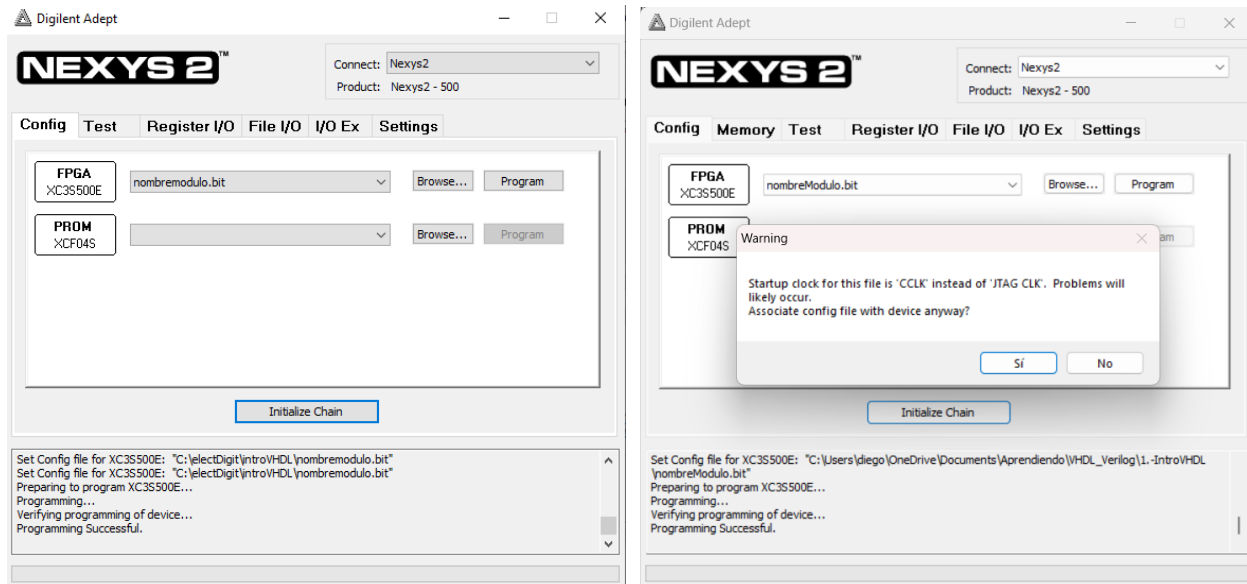 Digilent Adept
NEXYS 2™
Connect: Nexys2
Product: Nexys2 - 500
Config Test Register I/O File I/O I/O Ex Settings
FPGA
XC3S500E
nombremodulo.bit
Browse...
Program
PROM
XCF04S
Browse...
Program
Initialize Chain
Set Config file for XC3S500E: "C:\electDigit\introVHDL\nombremodulo.bit"
Set Config file for XC3S500E: "C:\electDigit\introVHDL\nombremodulo.bit"
Preparing to program XC3S500E...
Programming...
Verifying programming of device...
Programming Successful.
Digilent Adept
NEXYS 2™
Connect: Nexys2
Product: Nexys2 - 500
Config Memory Test Register I/O File I/O I/O Ex Settings
FPGA
XC3S500E
nombreModulo.bit
Browse...
Program
PROM
XCF04S
am
Warning
Startup clock for this file is 'CCLK' instead of 'JTAG CLK'. Problems will
likely occur.
Associate config file with device anyway?
Sí
No
Initialize Chain
Set Config file for XC3S500E: "C:\Users\diego\OneDrive\Documents\Aprendiendo\VHDL_Verilog\1.-IntroVHDL
\nombreModulo.bit"
Preparing to program XC3S500E...
Programming...
Verifying programming of device...
Programming Successful.